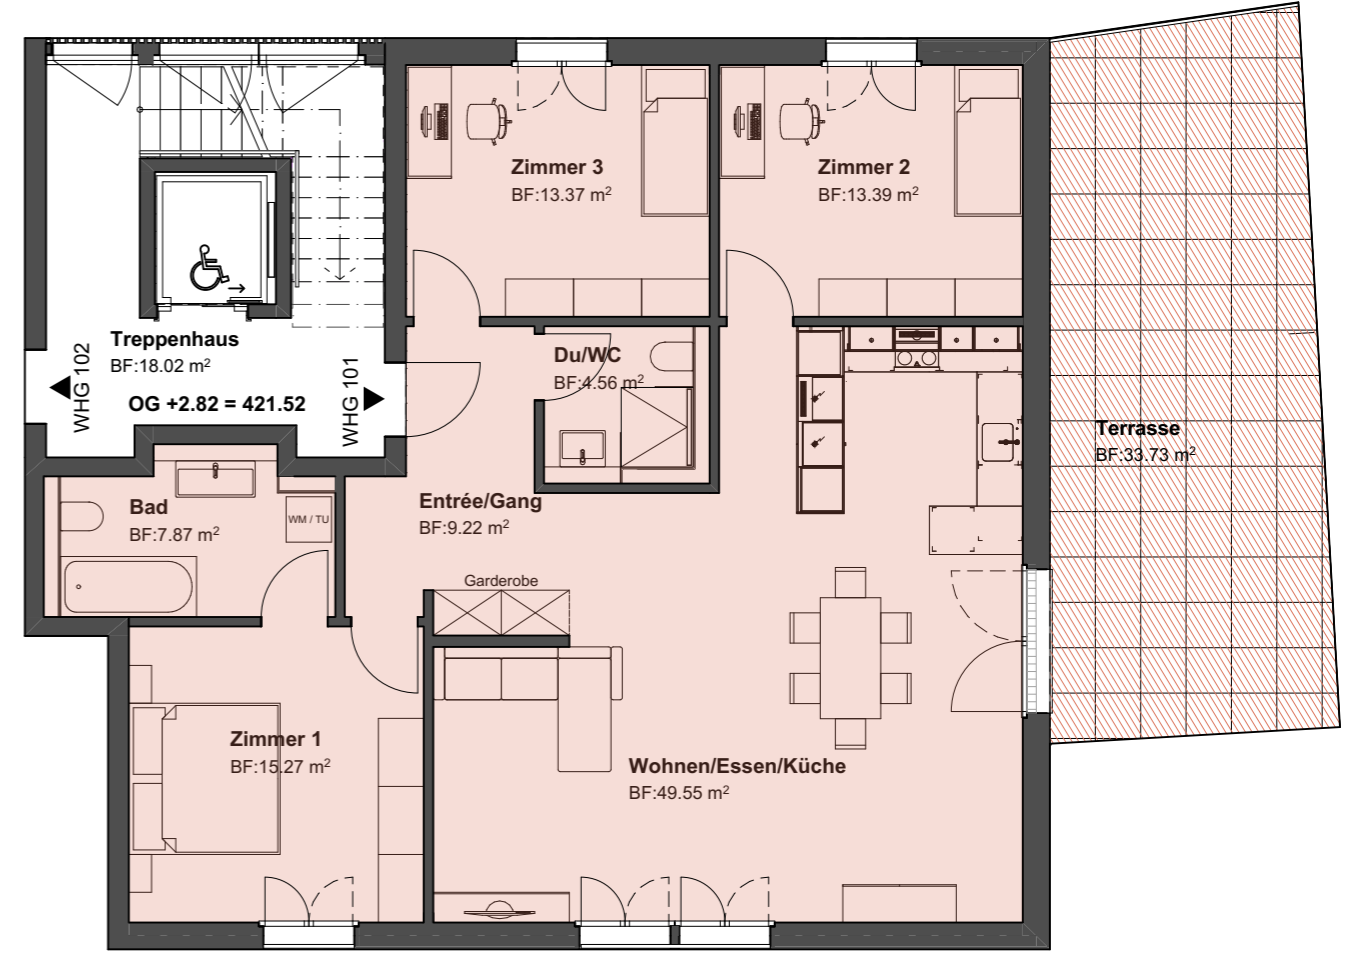 Zimmer 3
BF:13.37 m²
Zimmer 2
BF:13.39 m²
Treppenhaus
BF:18.02 m²
WHG 102
OG +2.82 = 421.52
WHG 101
Du/WC
BF:4.56 m²
Terrasse
BF:33.73 m²
Bad
BF:7.87 m²
WM / TU
Entrée/Gang
BF:9.22 m²
Garderobe
Zimmer 1
BF:15.27 m²
Wohnen/Essen/Küche
BF:49.55 m²